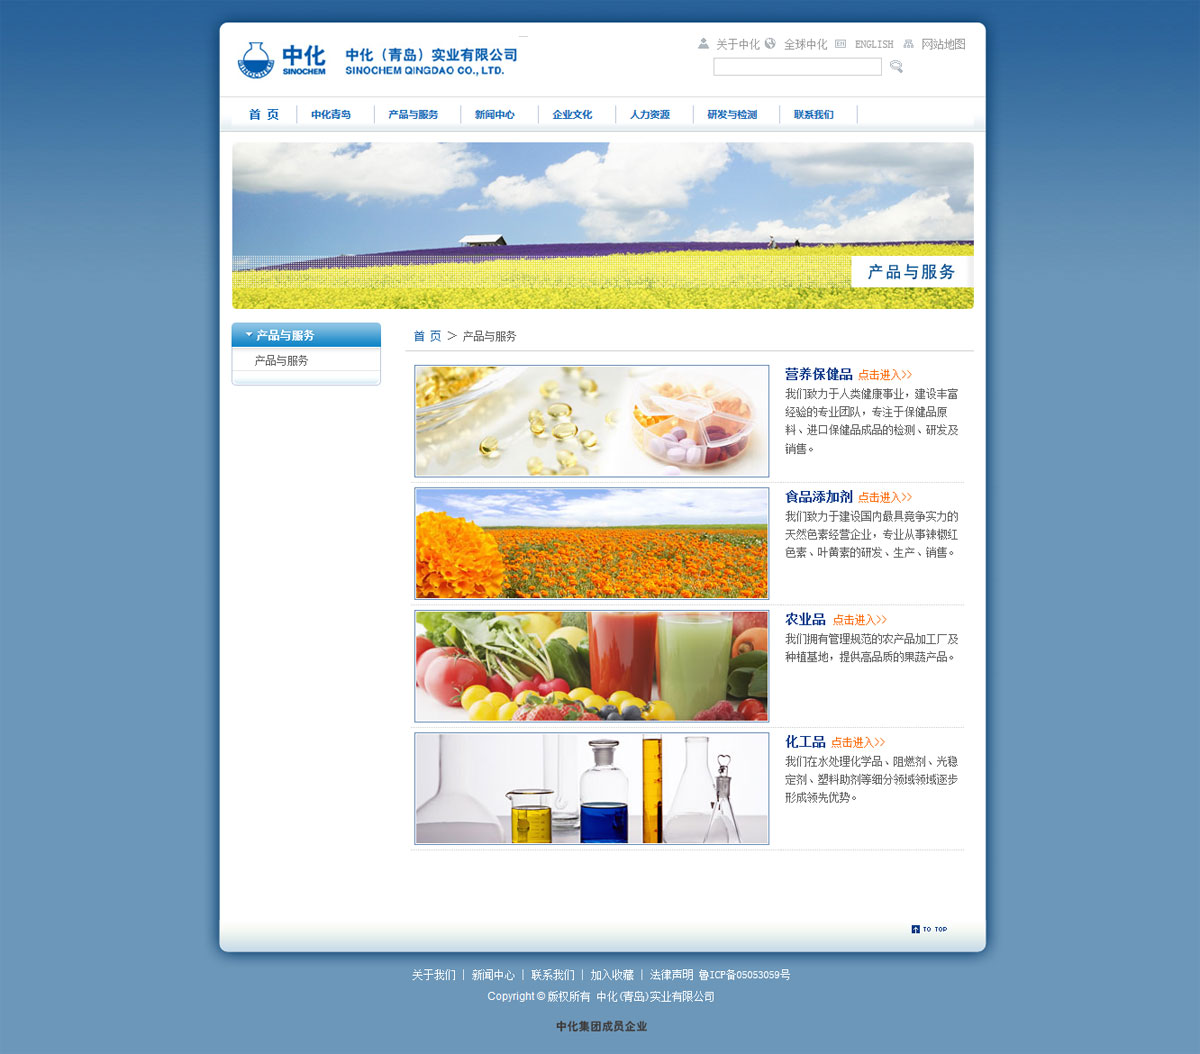 中化 中化（青岛）实业有限公司
SINOCHEM SINOCHEM QINGDAO CO., LTD.
SINOCHEM
关于中化 全球中化 ENGLISH 网站地图
首 页 中化青岛 产品与服务 新闻中心 企业文化 人力资源 研发与检测 联系我们
产品与服务
产品与服务
产品与服务
首 页 > 产品与服务
营养保健品 点击进入>>
我们致力于人类健康事业，建设丰富
经验的专业团队，专注于保健品原
料、进口保健品成品的检测、研发及
销售。
食品添加剂 点击进入>>
我们致力于建设国内最具竞争实力的
天然色素经营企业，专业从事辣椒红
色素、叶黄素的研发、生产、销售。
农业品 点击进入>>
我们拥有管理规范的农产品加工厂及
种植基地，提供高品质的果蔬产品。
化工品 点击进入>>
我们在水处理化学品、阻燃剂、光稳
定剂、塑料助剂等细分领域领域逐步
形成领先优势。
TO TOP
关于我们 | 新闻中心 | 联系我们 | 加入收藏 | 法律声明 鲁ICP备05053059号
Copyright © 版权所有 中化(青岛)实业有限公司
中化集团成员企业